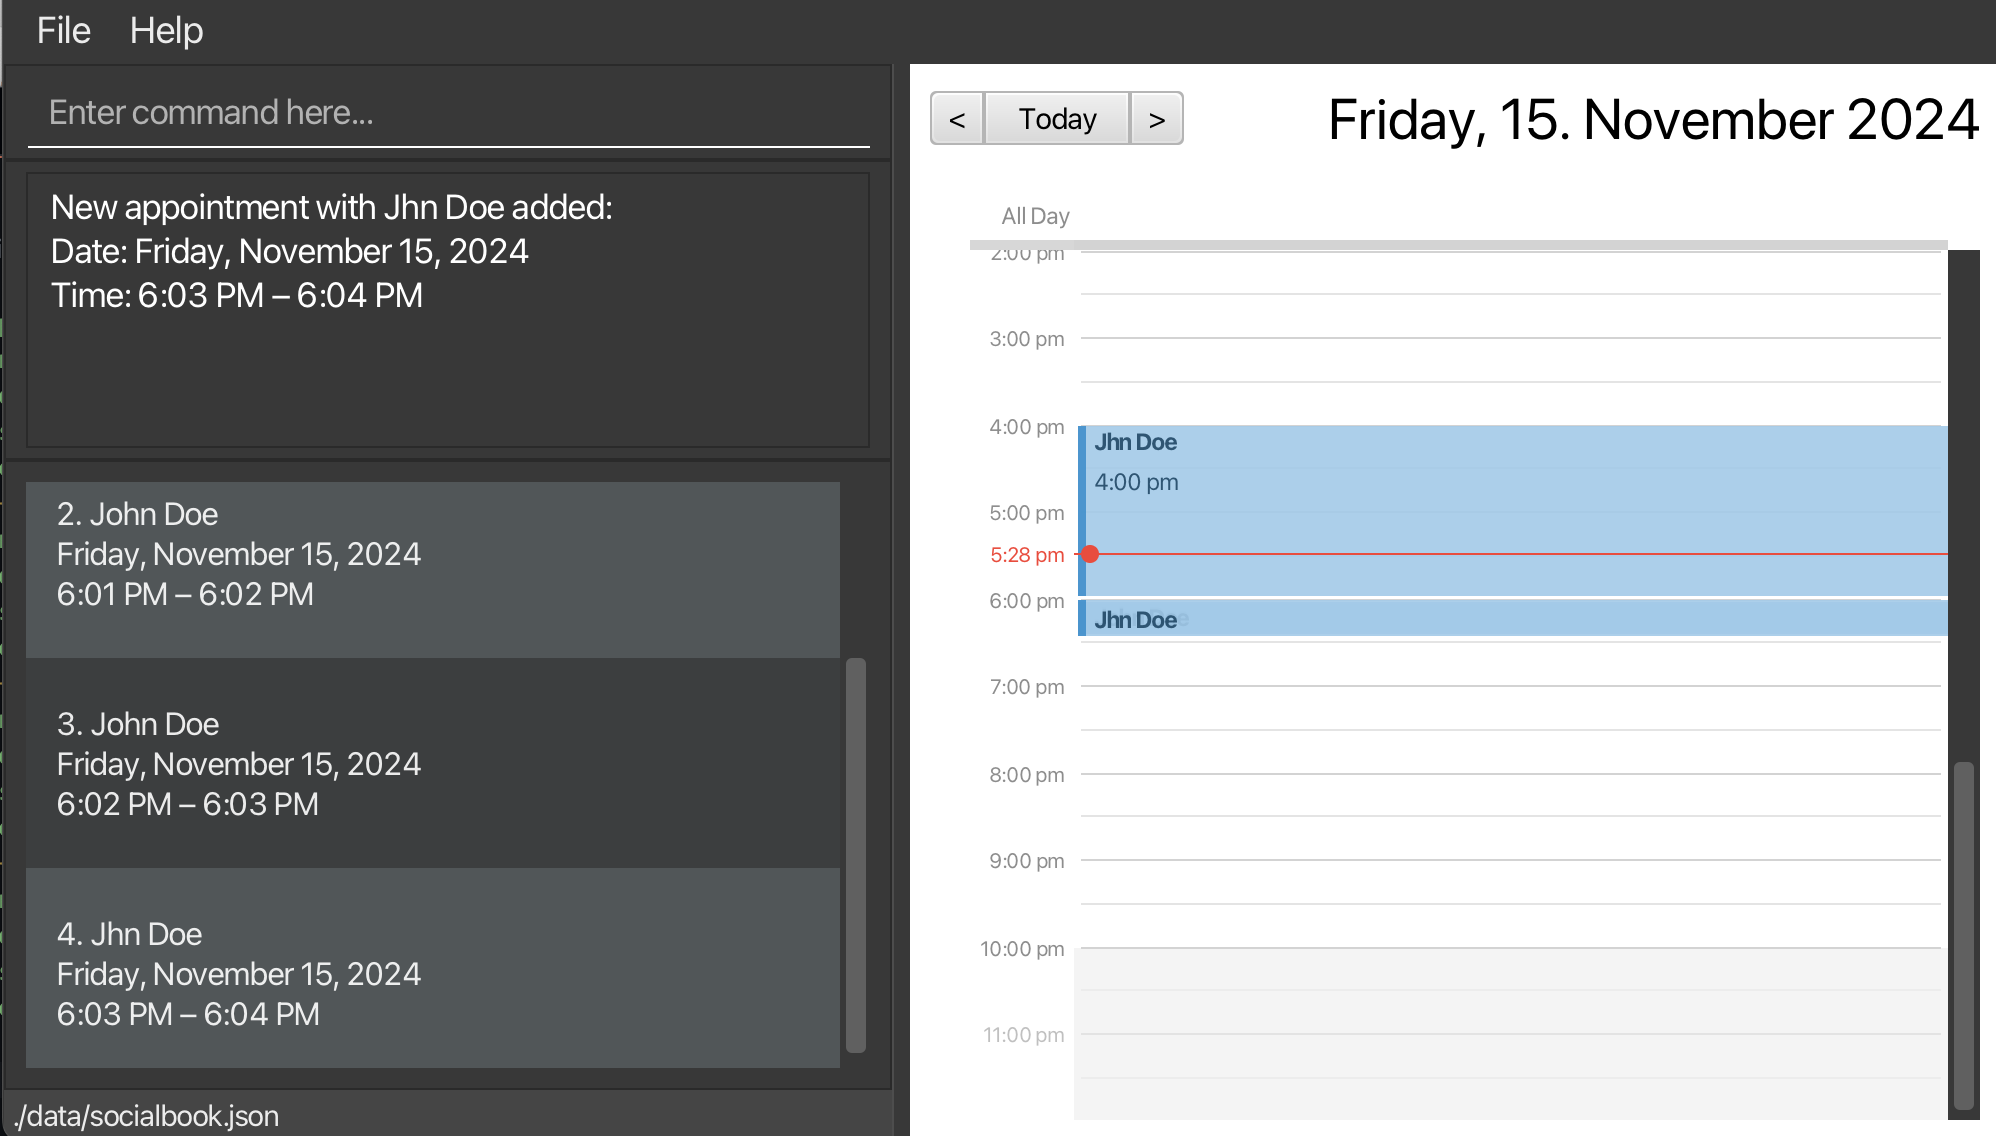 File Help
Enter command here...
New appointment with Jhn Doe added:
Date: Friday, November 15, 2024
Time: 6:03 PM – 6:04 PM
2. John Doe
Friday, November 15, 2024
6:01 PM – 6:02 PM
3. John Doe
Friday, November 15, 2024
6:02 PM – 6:03 PM
4. Jhn Doe
Friday, November 15, 2024
6:03 PM – 6:04 PM
./data/socialbook.json
< Today >
Friday, 15. November 2024
All Day
2:00 pm
3:00 pm
4:00 pm
Jhn Doe
4:00 pm
5:00 pm
5:28 pm
6:00 pm
Jhn Doe
7:00 pm
8:00 pm
9:00 pm
10:00 pm
11:00 pm